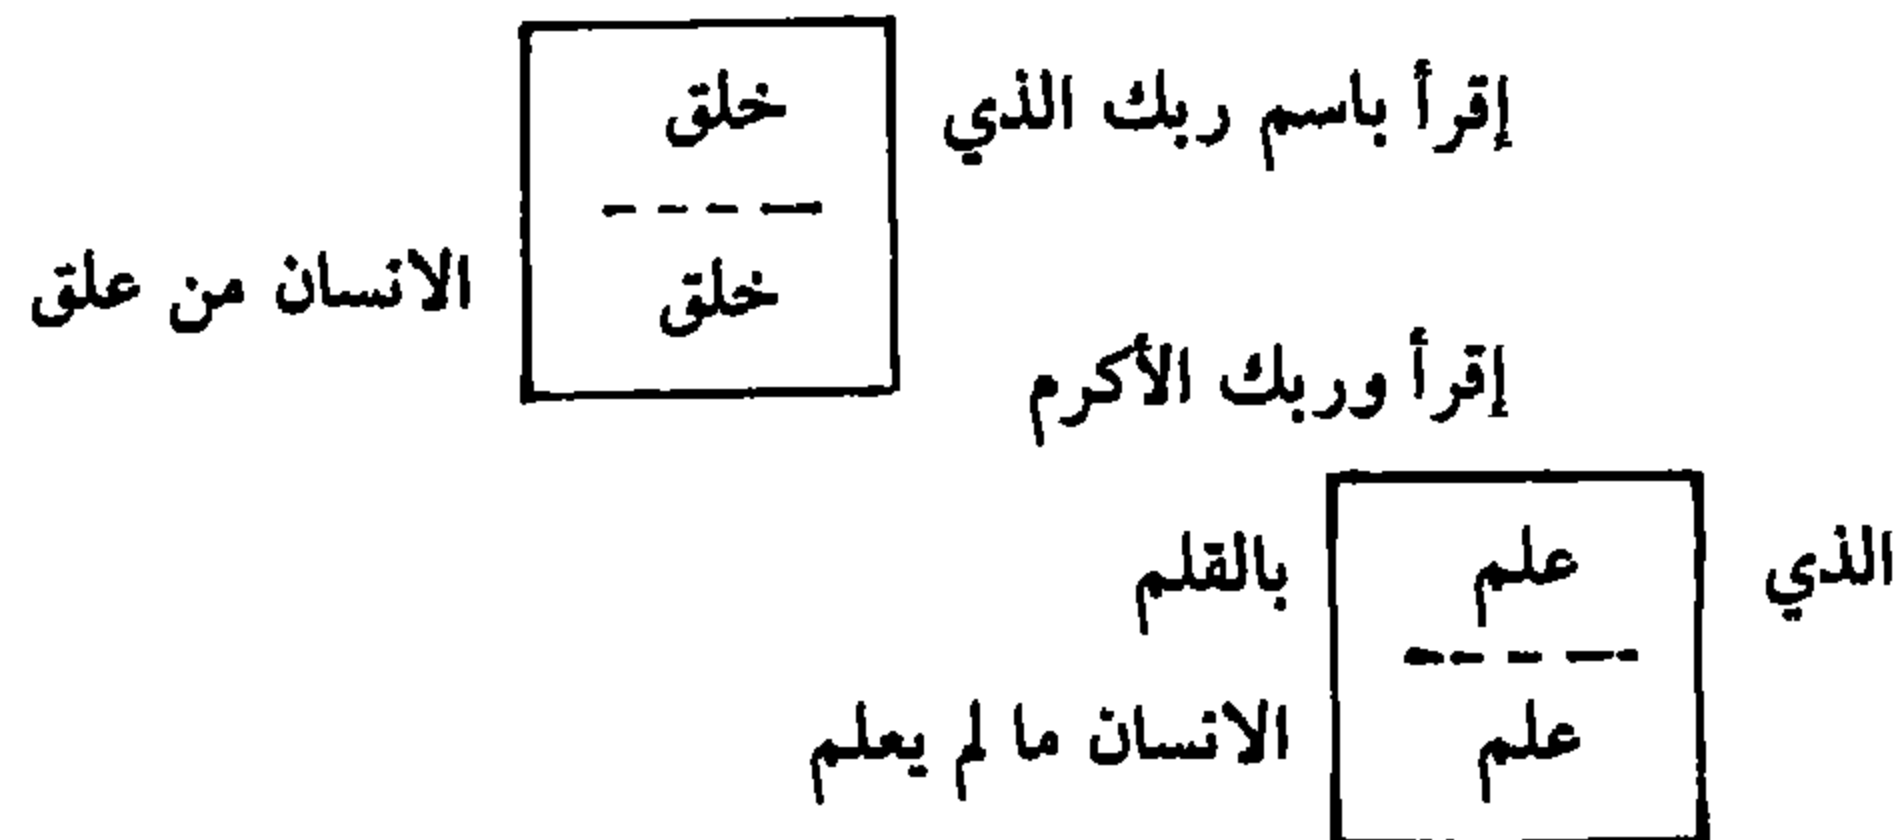 إقرأ باسم ربك الذي خلق
خلق الانسان من علق
إقرأ وربك الأكرم
الذي علم بالقلم
علم الانسان ما لم يعلم